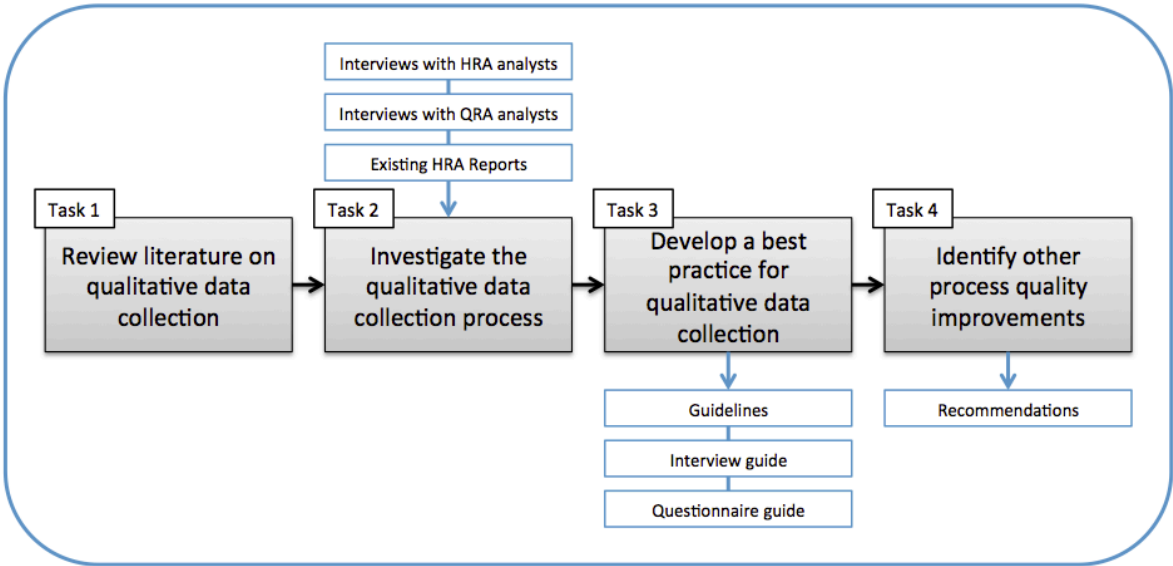 Interviews with HRA analysts
Interviews with QRA analysts
Existing HRA Reports
Task 1
Review literature on
qualitative data
collection
Task 2
Investigate the
qualitative data
collection process
Task 3
Develop a best
practice for
qualitative data
collection
Task 4
Identify other
process quality
improvements
Guidelines
Interview guide
Questionnaire guide
Recommendations